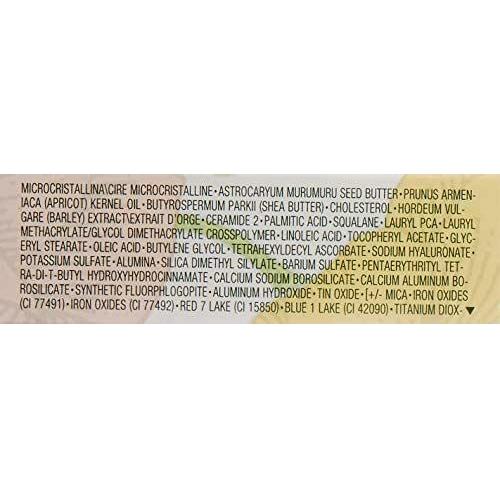 MICROCRISTALLINA\CIRE MICROCRISTALLINE•ASTROCARYUM MURUMURU SEED BUTTER•PRUNUS ARMEN-
IACA (APRICOT) KERNEL OIL•BUTYROSPERMUM PARKII (SHEA BUTTER)•CHOLESTEROL•HORDEUM VUL-
GARE (BARLEY) EXTRACT\EXTRAIT D'ORGE•CERAMIDE 2•PALMITIC ACID•SQUALANE•LAURYL PCA•LAURYL
METHACRYLATE/GLYCOL DIMETHACRYLATE CROSSPOLYMER•LINOLEIC ACID•TOCOPHERYL ACETATE•GLYC-
ERYL STEARATE•OLEIC ACID•BUTYLENE GLYCOL•TETRAHEXYLDECYL ASCORBATE•SODIUM HYALURONATE•
POTASSIUM SULFATE•ALUMINA•SILICA DIMETHYL SILYLATE•BARIUM SULFATE•PENTAERYTHRITYL TET-
RA-DI-T-BUTYL HYDROXYHYDROCINNAMATE•CALCIUM SODIUM BOROSILICATE•CALCIUM ALUMINUM BO-
ROSILICATE•SYNTHETIC FLUORPHLOGOPITE•ALUMINUM HYDROXIDE•TIN OXIDE•[+/- MICA•IRON OXIDES
(CI 77491)•IRON OXIDES (CI 77492)•RED 7 LAKE (CI 15850)•BLUE 1 LAKE (CI 42090)•TITANIUM DIOX-▼